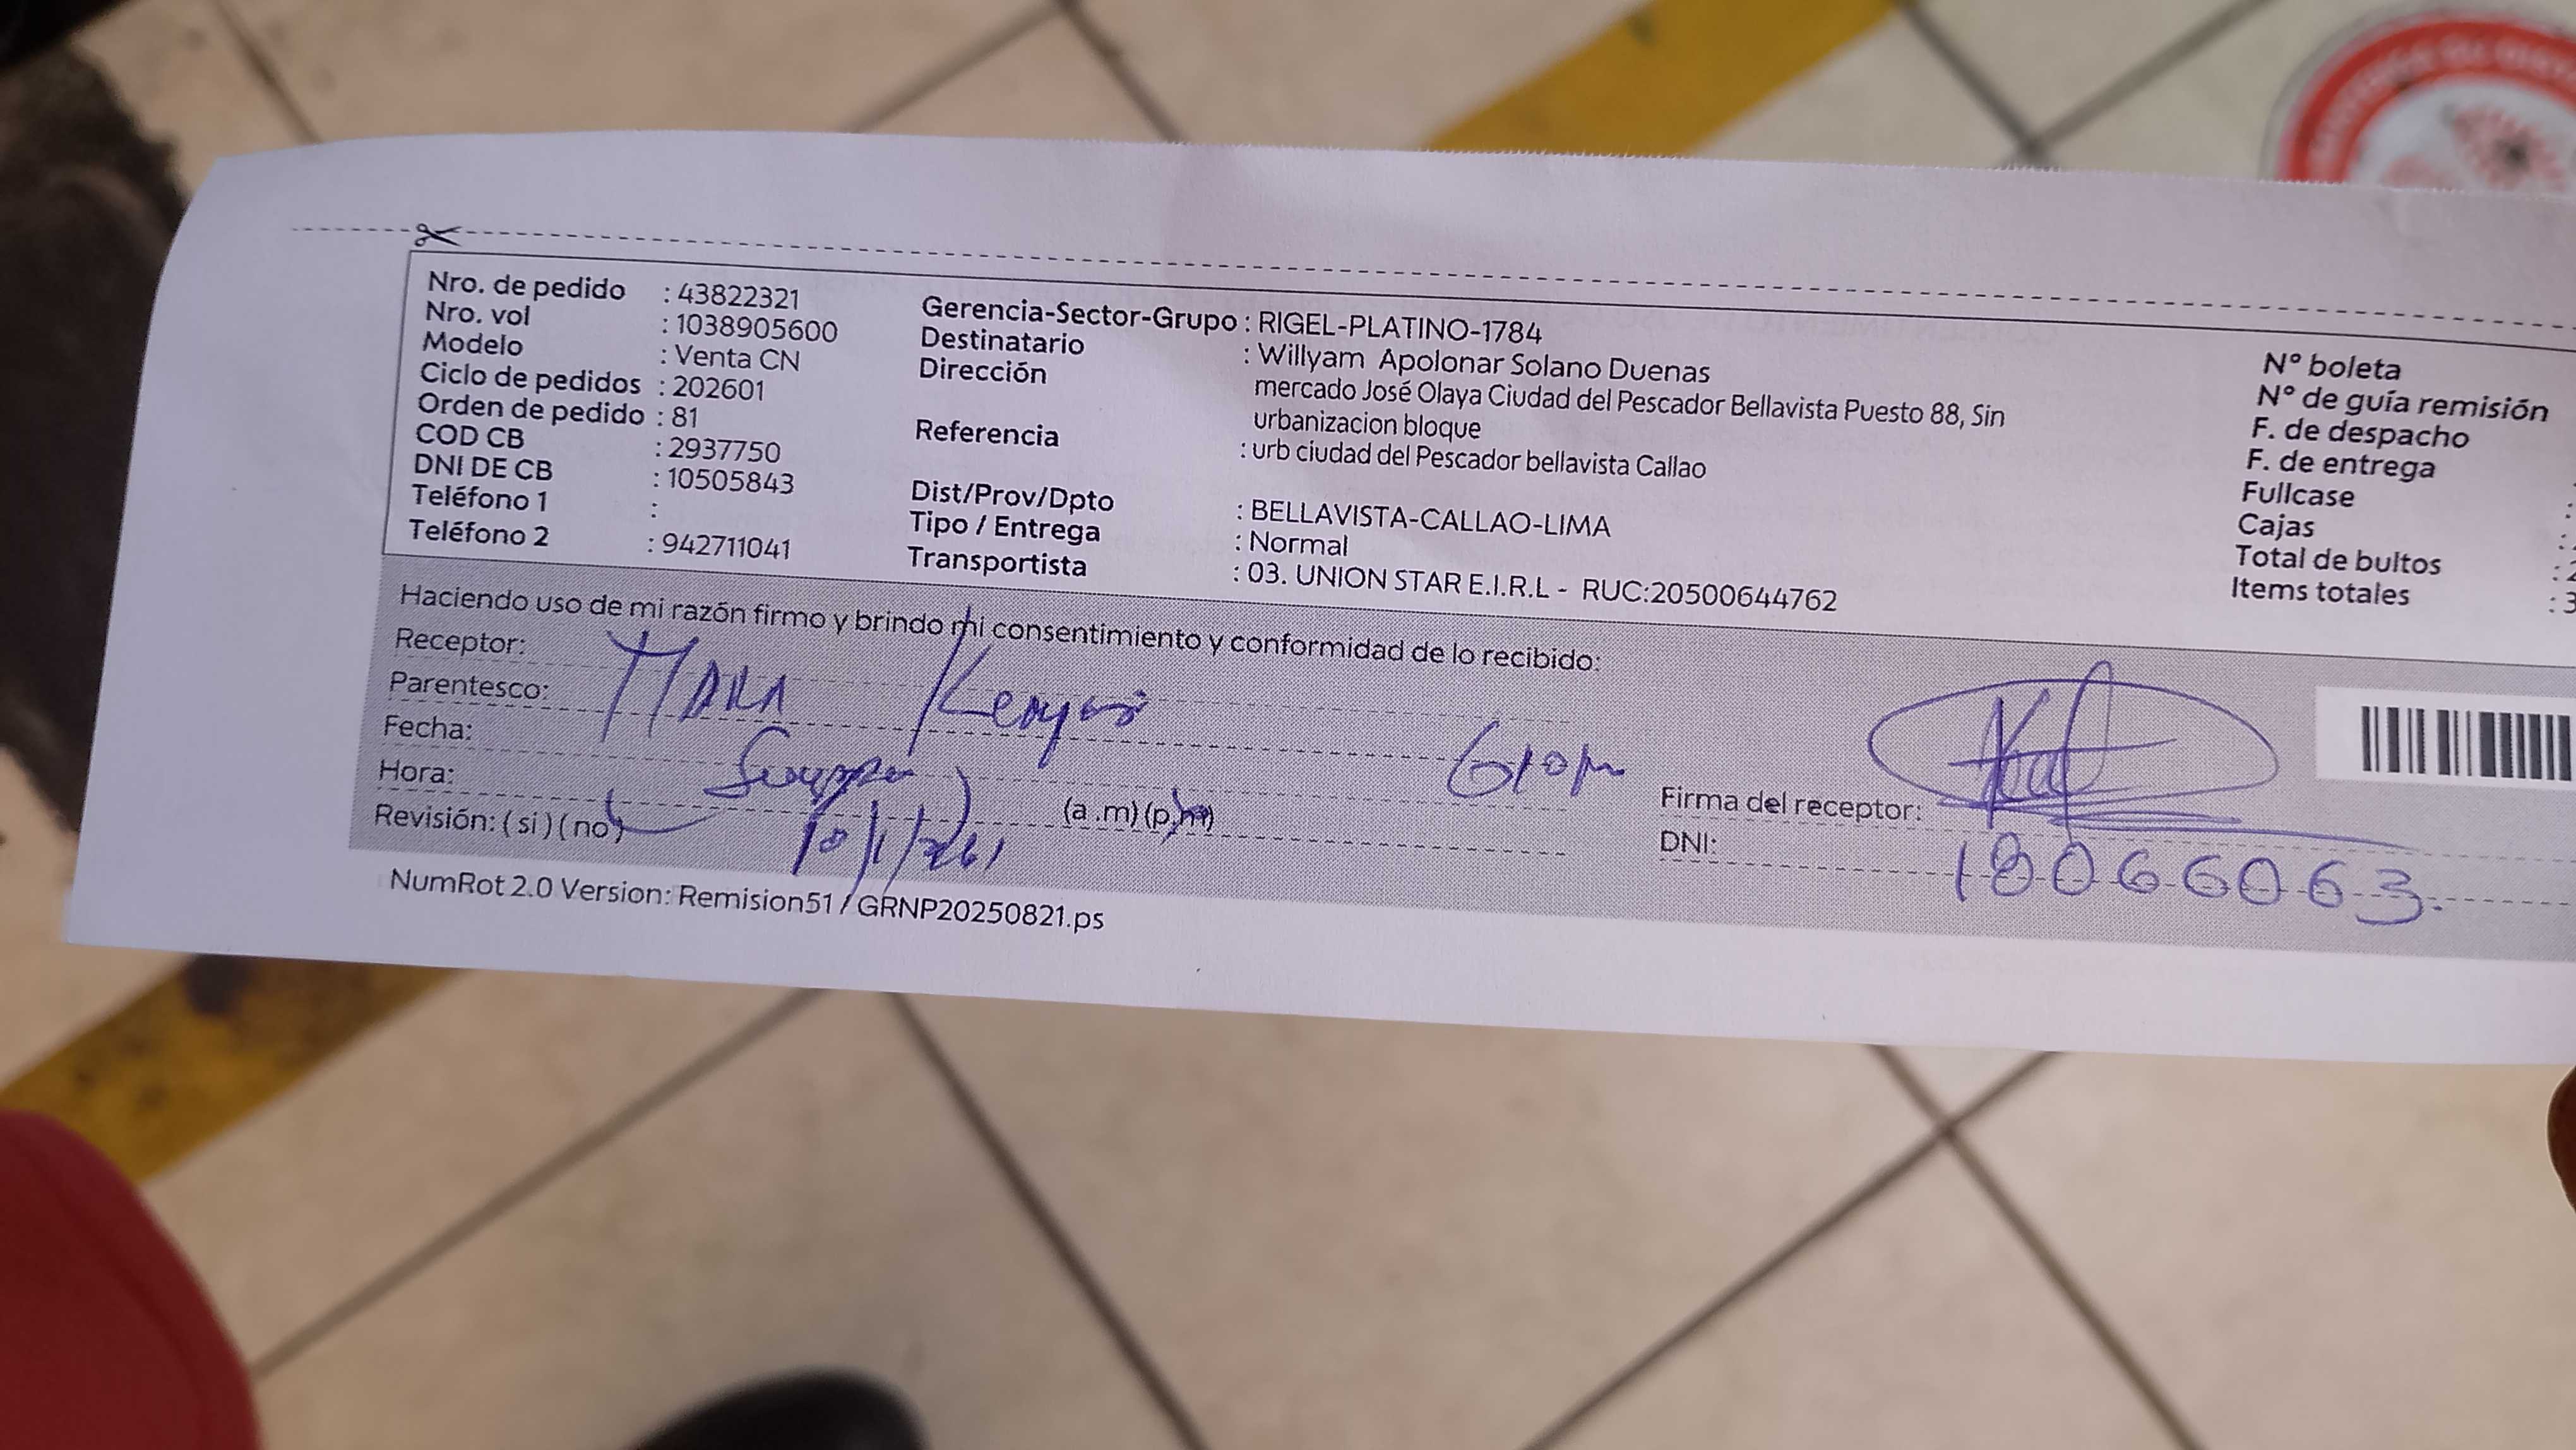 Nro. de pedido : 43822321
Nro. vol : 1038905600
Modelo : Venta CN
Ciclo de pedidos : 202601
Orden de pedido : 81
COD CB : 2937750
DNI DE CB : 10505843
Teléfono 1 :
Teléfono 2 : 942711041
Gerencia-Sector-Grupo : RIGEL-PLATINO-1784
Destinatario : Willyam Apolonar Solano Duenas
Dirección mercado José Olaya Ciudad del Pescador Bellavista Puesto 88, Sin
urbanizacion bloque
Referencia : urb ciudad del Pescador bellavista Callao
Dist/Prov/Dpto : BELLAVISTA-CALLAO-LIMA
Tipo / Entrega : Normal
Transportista : 03. UNION STAR E.I.R.L - RUC:20500644762
N° boleta
N° de guía remisión
F. de despacho
F. de entrega
Fullcase :
Cajas :
Total de bultos : 2
Items totales : 3
Haciendo uso de mi razón firmo y brindo mi consentimiento y conformidad de lo recibido:
Receptor:
Parentesco:
Fecha:
Hora: (a.m) (p.m)
Revisión: ( si ) ( no )
Firma del receptor:
DNI: 18066063.
NumRot 2.0 Version: Remision51 / GRNP20250821.ps